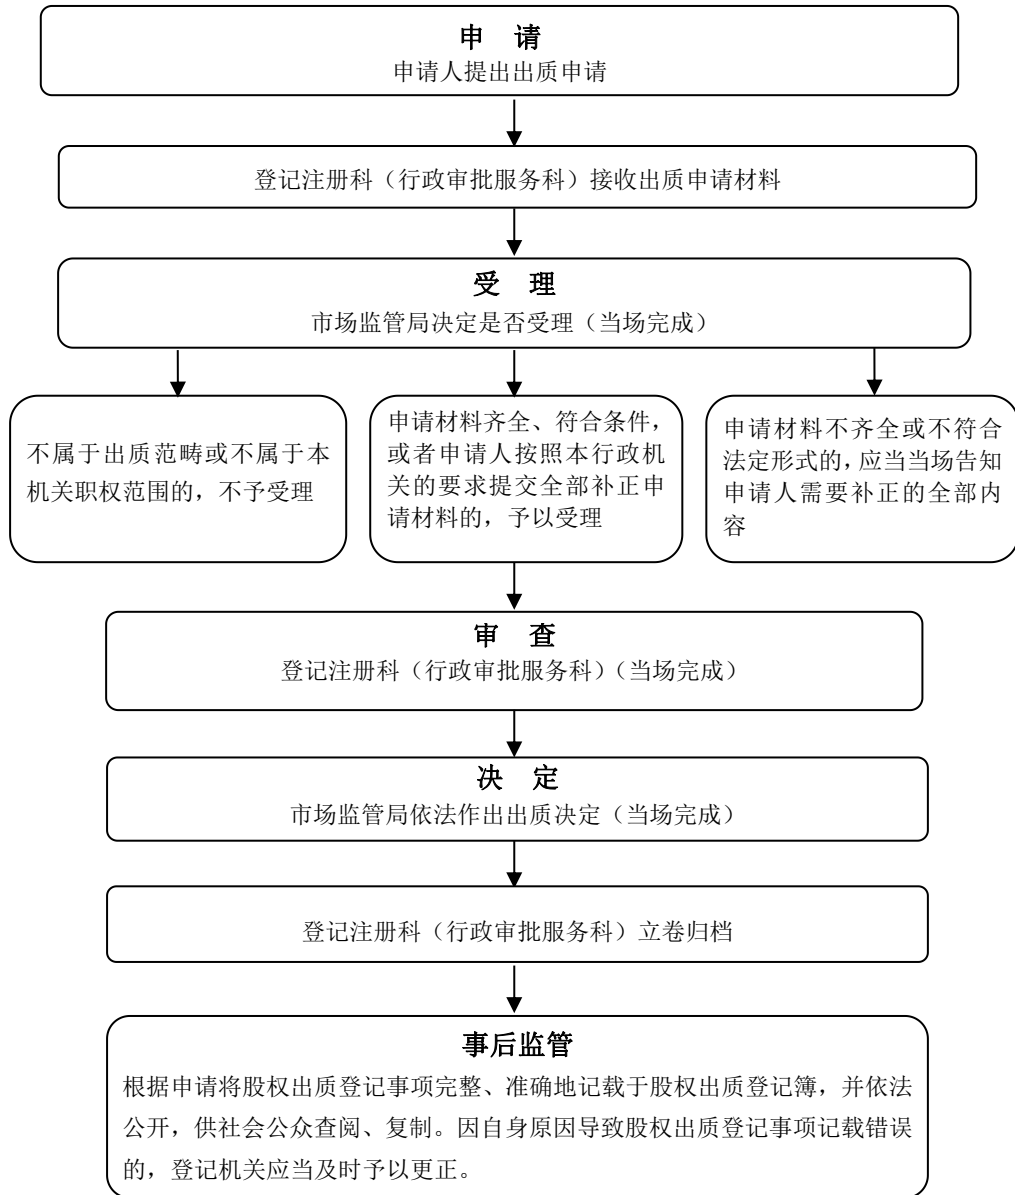 申 请
申请人提出出质申请
登记注册科（行政审批服务科）接收出质申请材料
受 理
市场监管局决定是否受理（当场完成）
不属于出质范畴或不属于本
机关职权范围的，不予受理
申请材料齐全、符合条件，
或者申请人按照本行政机
关的要求提交全部补正申
请材料的，予以受理
申请材料不齐全或不符合
法定形式的，应当当场告知
申请人需要补正的全部内
容
审 查
登记注册科（行政审批服务科）（当场完成）
决 定
市场监管局依法作出出质决定（当场完成）
登记注册科（行政审批服务科）立卷归档
事后监管
根据申请将股权出质登记事项完整、准确地记载于股权出质登记簿，并依法
公开，供社会公众查阅、复制。因自身原因导致股权出质登记事项记载错误
的，登记机关应当及时予以更正。